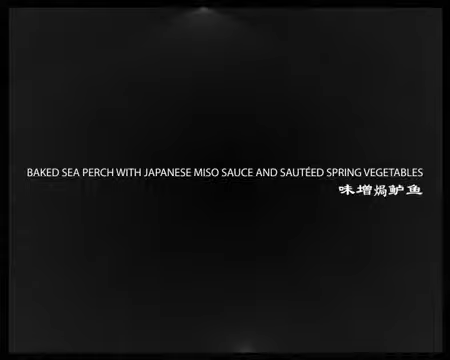 BAKED SEA PERCH WITH JAPANESE MISO SAUCE AND SAUTÉED SPRING VEGETABLES
味增焗鲈鱼